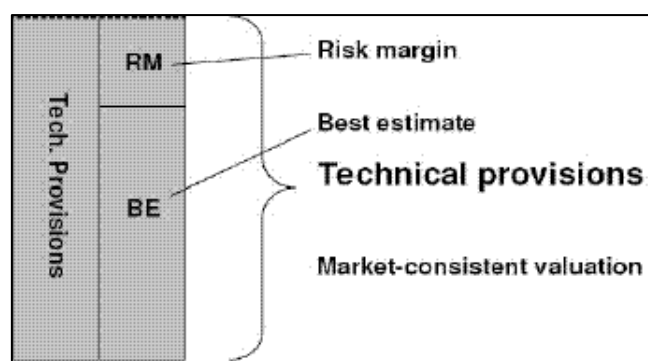 Tech. Provisions
RM
BE
Risk margin
Best estimate
Technical provisions
Market-consistent valuation